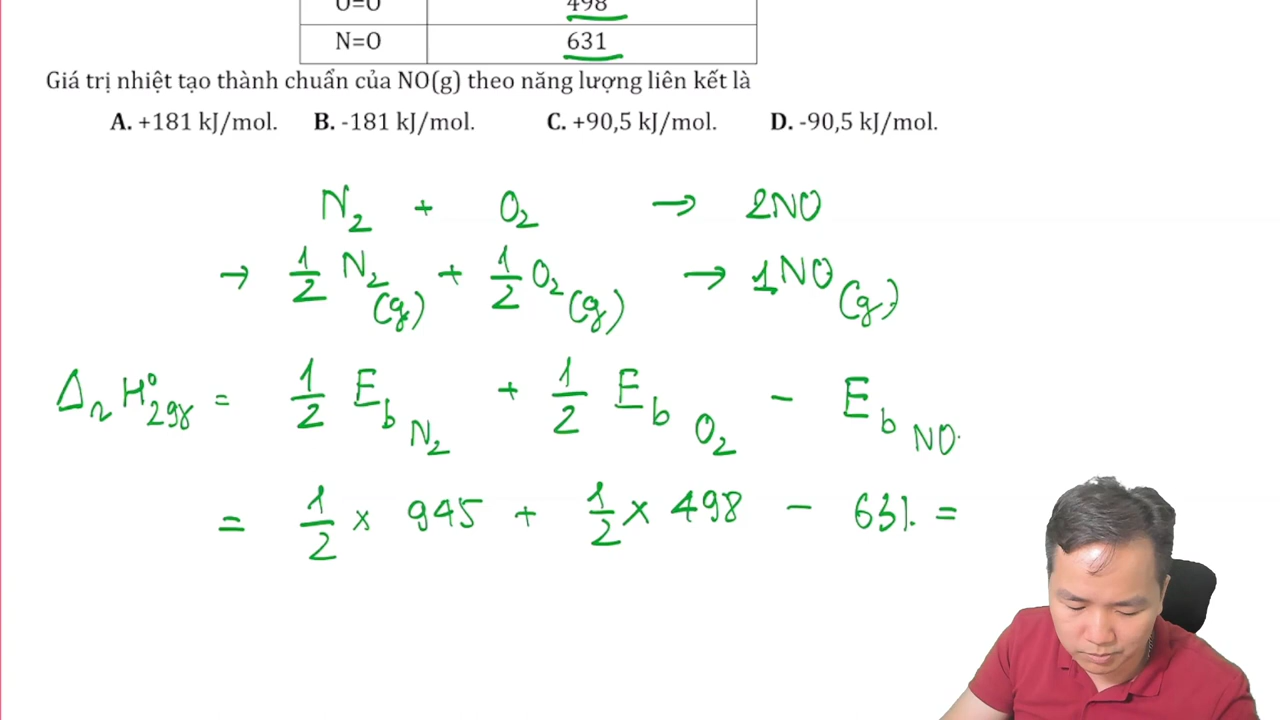 O=O 498
N=O 631
Giá trị nhiệt tạo thành chuẩn của NO(g) theo năng lượng liên kết là
A. +181 kJ/mol. B. -181 kJ/mol. C. +90,5 kJ/mol. D. -90,5 kJ/mol.
N₂ + O₂ → 2NO
→ 1/2 N₂(g) + 1/2 O₂(g) → 1NO(g)
Δr H⁰298 = 1/2 Eb N₂ + 1/2 Eb O₂ - Eb NO
= 1/2 × 945 + 1/2 × 498 - 631. =